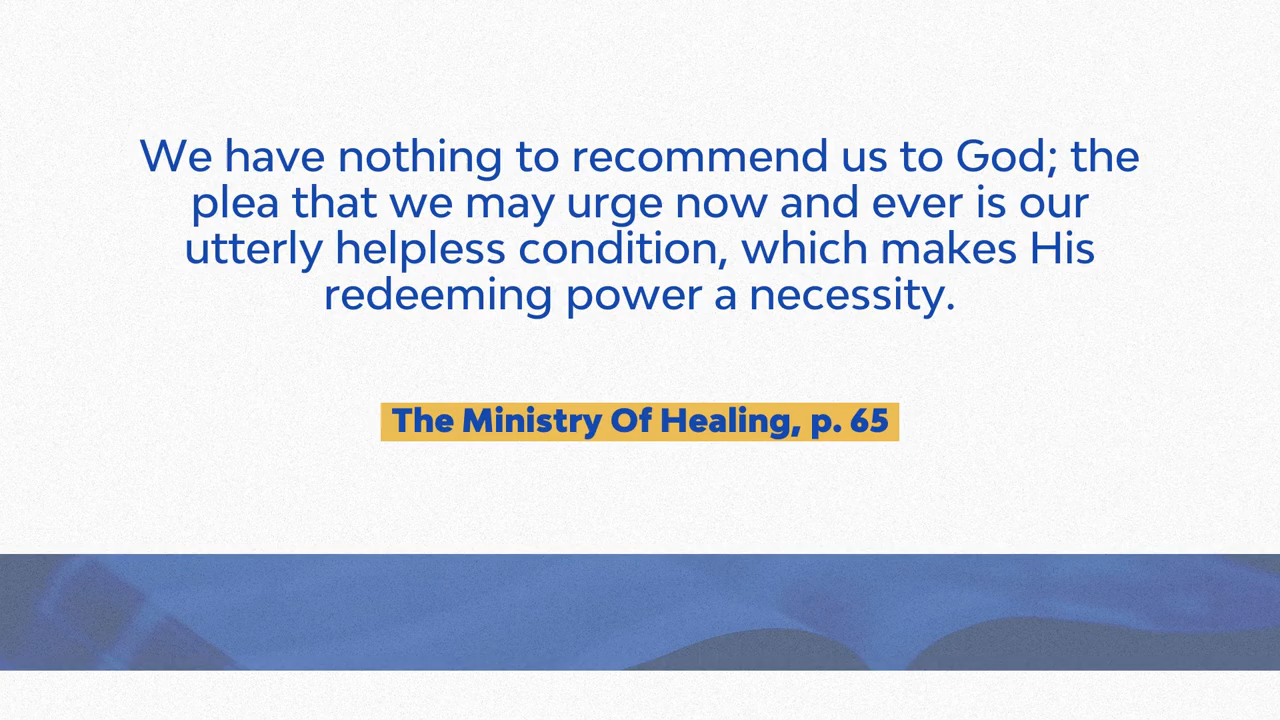 We have nothing to recommend us to God; the
plea that we may urge now and ever is our
utterly helpless condition, which makes His
redeeming power a necessity.
The Ministry Of Healing, p. 65